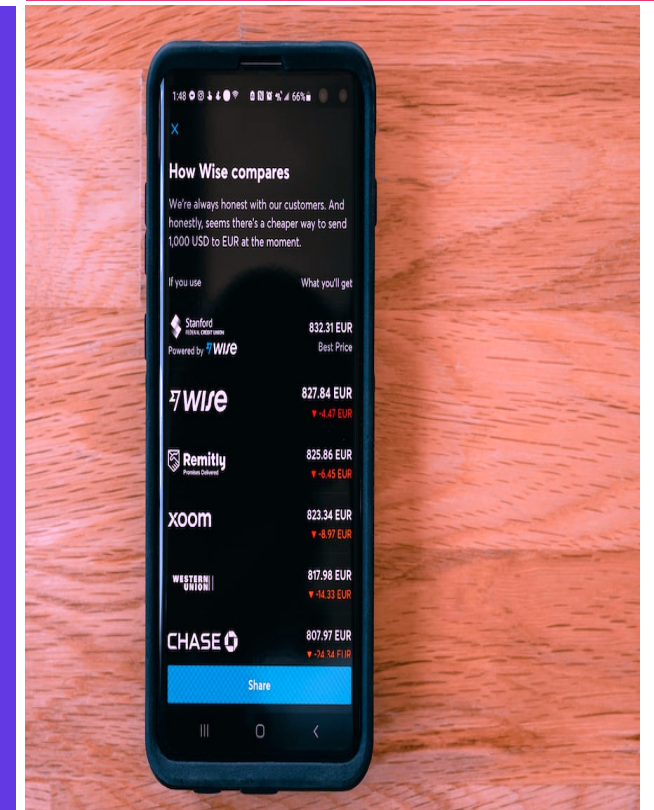 1:48 66%
X
How Wise compares
We're always honest with our customers. And
honestly, seems there's a cheaper way to send
1,000 USD to EUR at the moment.
If you use What you'll get
Stanford 832.31 EUR
FEDERAL CREDIT UNION
Powered by WISE Best Price
WISE 827.84 EUR
▼ -4.47 EUR
Remitly 825.86 EUR
Promises Delivered ▼ -6.45 EUR
xoom 823.34 EUR
▼ -8.97 EUR
WESTERN 817.98 EUR
UNION ▼ -14.33 EUR
CHASE 807.97 EUR
▼ -24.34 EUR
Share